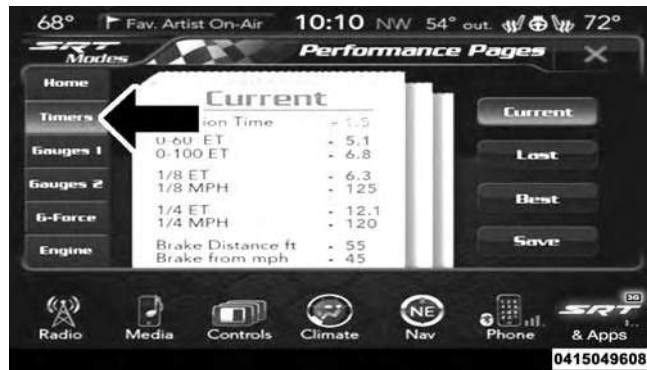 68° Fav. Artist On-Air 10:10 NW 54° out. 72°
SRT Modes Performance Pages
Home
Timers
Gauges 1
Gauges 2
G-Force
Engine
Current
ion Time - 1.5
0-60 ET - 5.1
0-100 ET - 6.8
1/8 ET - 6.3
1/8 MPH - 125
1/4 ET - 12.1
1/4 MPH - 120
Brake Distance ft - 55
Brake from mph - 45
Current
Last
Best
Save
Radio
Media
Controls
Climate
NE
Nav
Phone
3G
SRT
& Apps
0415049608